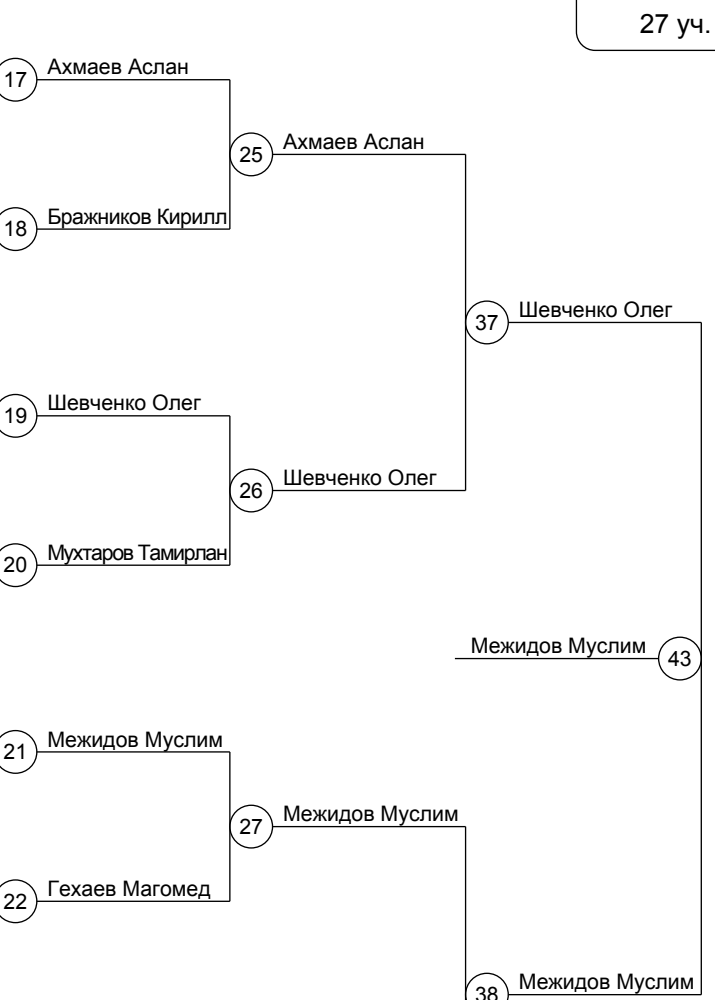 27 уч.
17 Ахмаев Аслан
25 Ахмаев Аслан
18 Бражников Кирилл
37 Шевченко Олег
19 Шевченко Олег
26 Шевченко Олег
20 Мухтаров Тамирлан
Межидов Муслим 43
21 Межидов Муслим
27 Межидов Муслим
22 Гехаев Магомед
38 Межидов Муслим